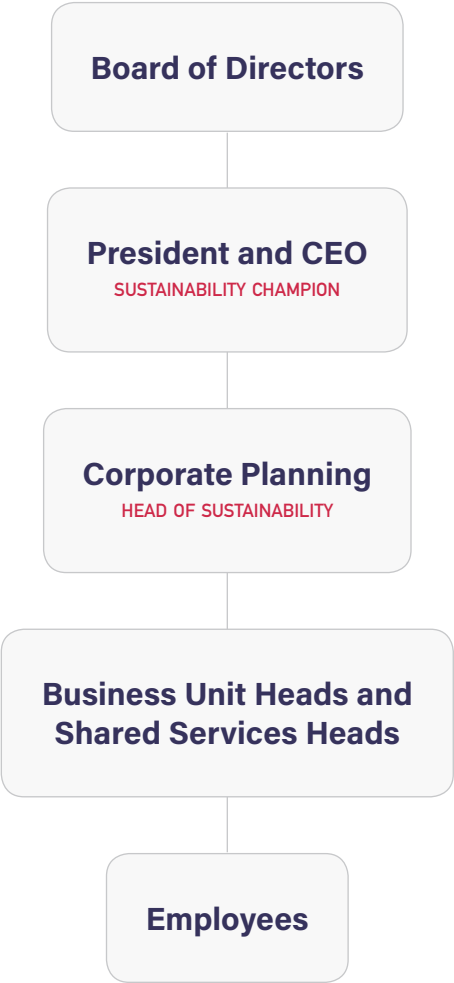 Board of Directors
President and CEO
SUSTAINABILITY CHAMPION
Corporate Planning
HEAD OF SUSTAINABILITY
Business Unit Heads and
Shared Services Heads
Employees